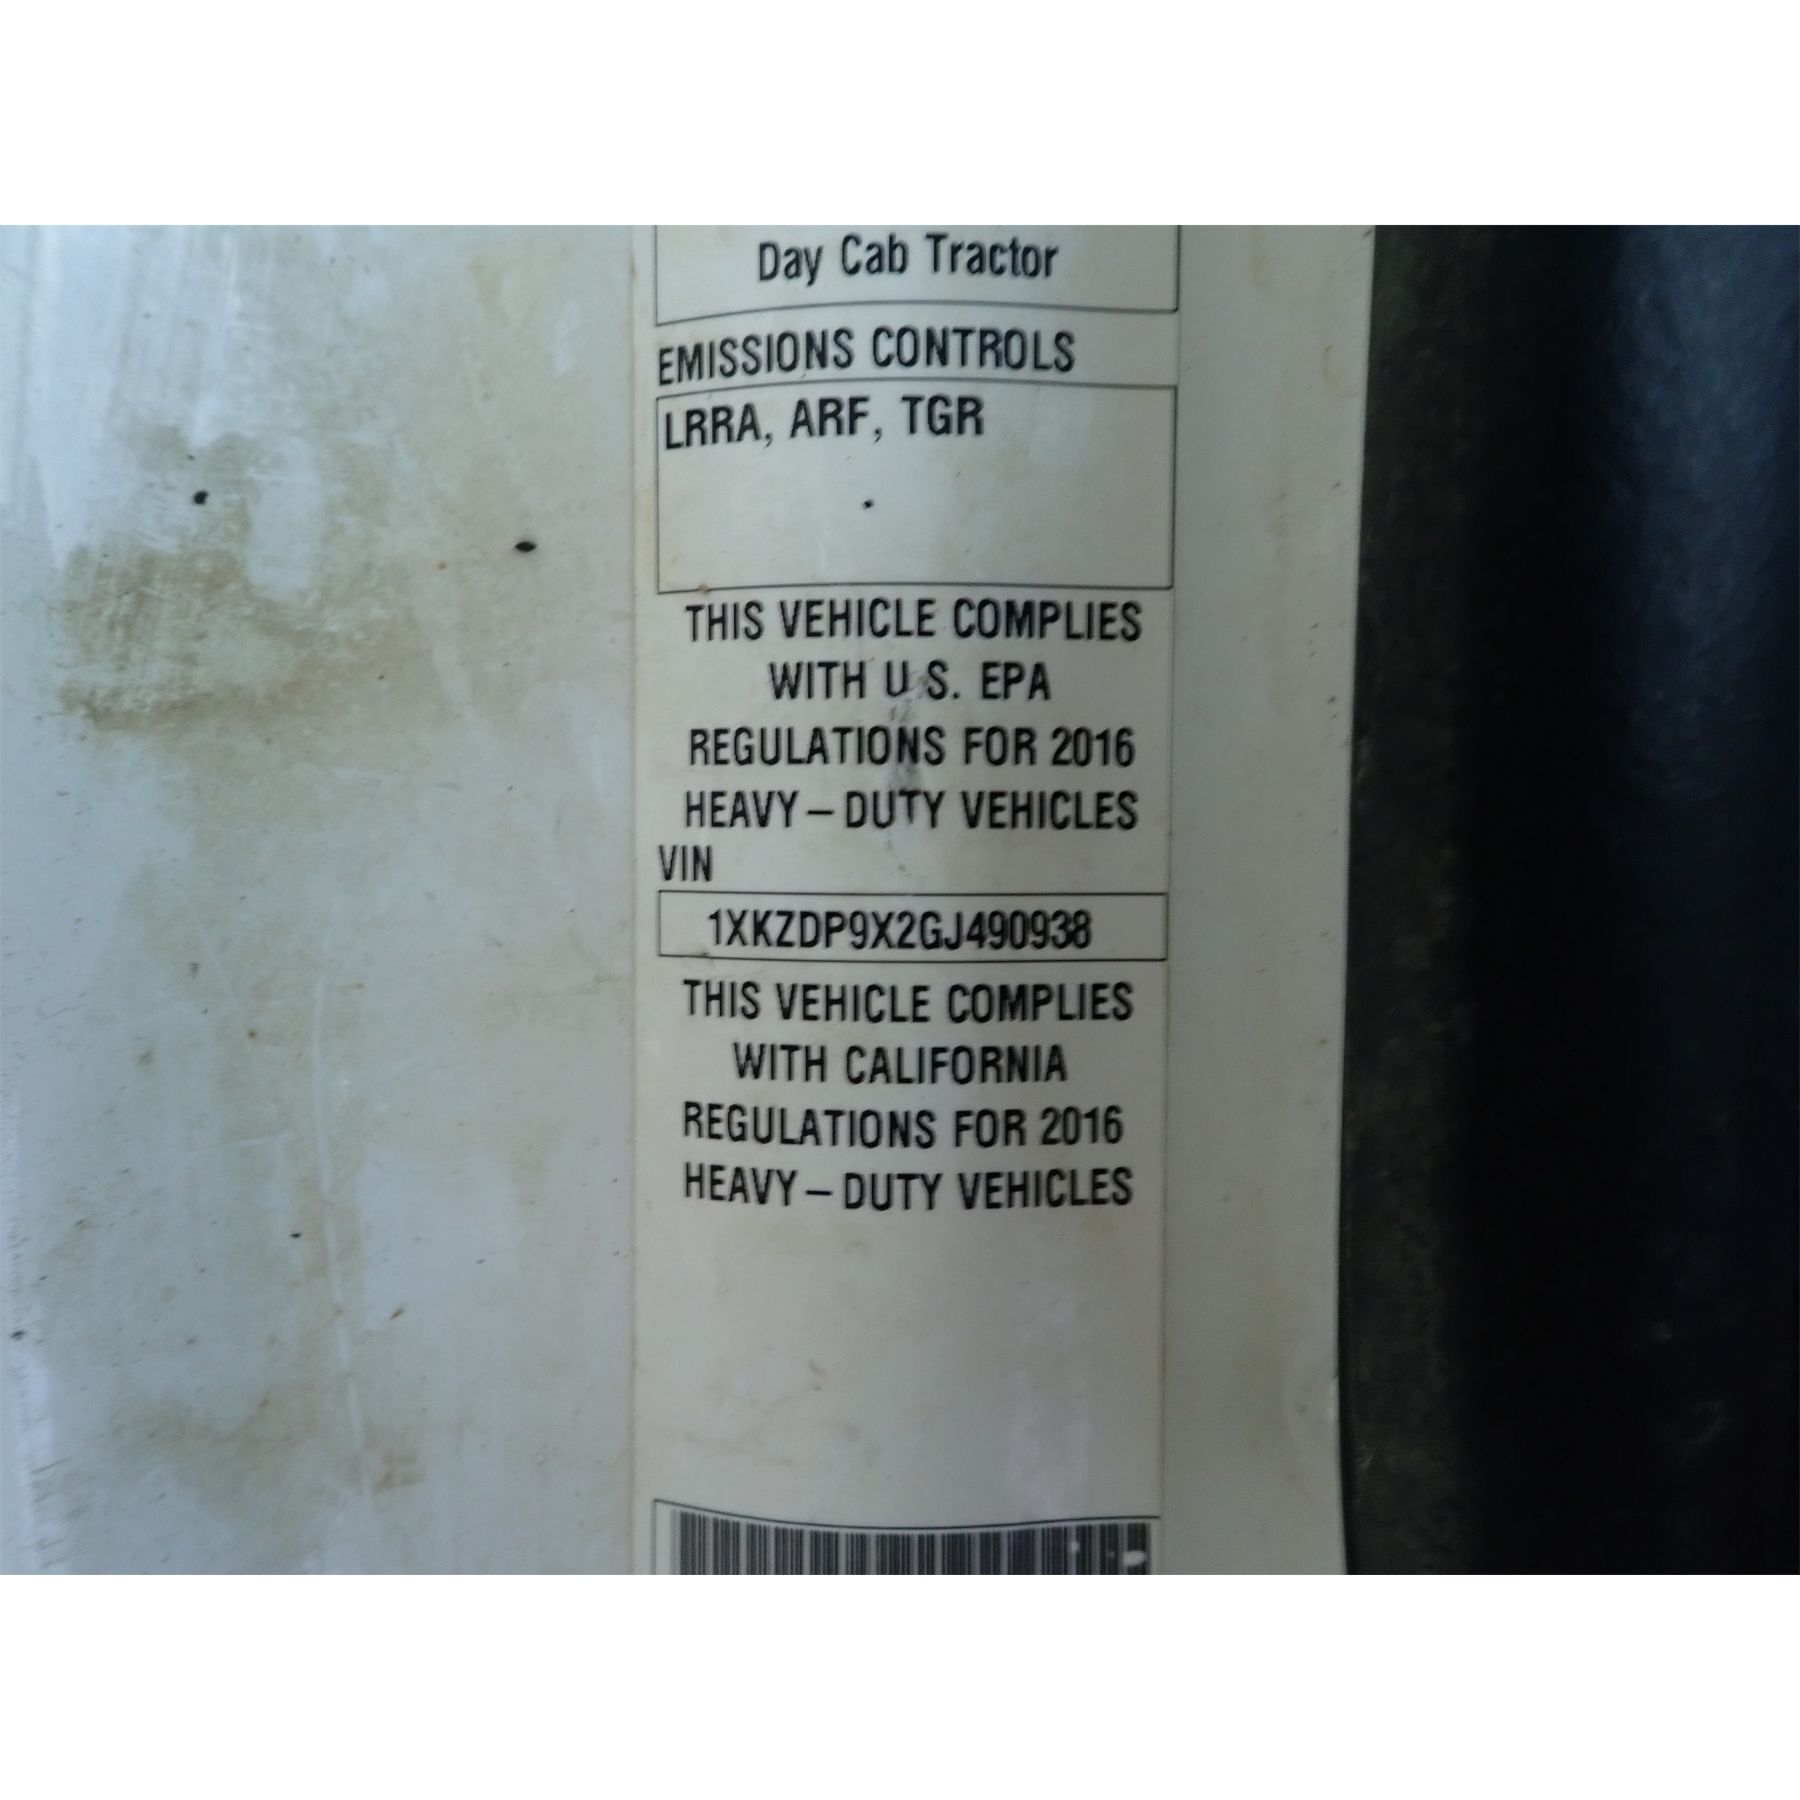 Day Cab Tractor
EMISSIONS CONTROLS
LRRA, ARF, TGR
THIS VEHICLE COMPLIES
WITH U.S. EPA
REGULATIONS FOR 2016
HEAVY – DUTY VEHICLES
VIN
1XKZDP9X2GJ490938
THIS VEHICLE COMPLIES
WITH CALIFORNIA
REGULATIONS FOR 2016
HEAVY – DUTY VEHICLES